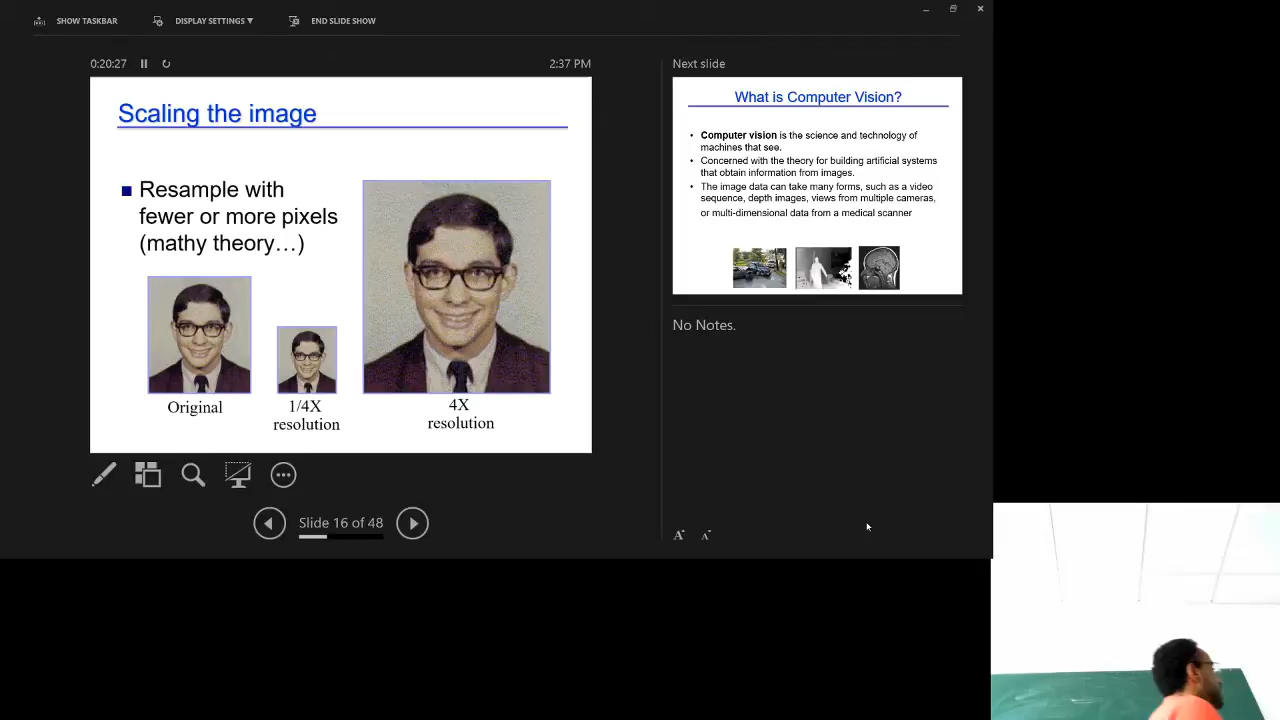 SHOW TASKBAR
DISPLAY SETTINGS ▼
END SLIDE SHOW
0:20:27
2:37 PM
Scaling the image
Resample with
fewer or more pixels
(mathy theory…)
Original
1/4X
resolution
4X
resolution
Slide 16 of 48
Next slide
What is Computer Vision?
• Computer vision is the science and technology of
machines that see.
• Concerned with the theory for building artificial systems
that obtain information from images.
• The image data can take many forms, such as a video
sequence, depth images, views from multiple cameras,
or multi-dimensional data from a medical scanner
No Notes.
A
A